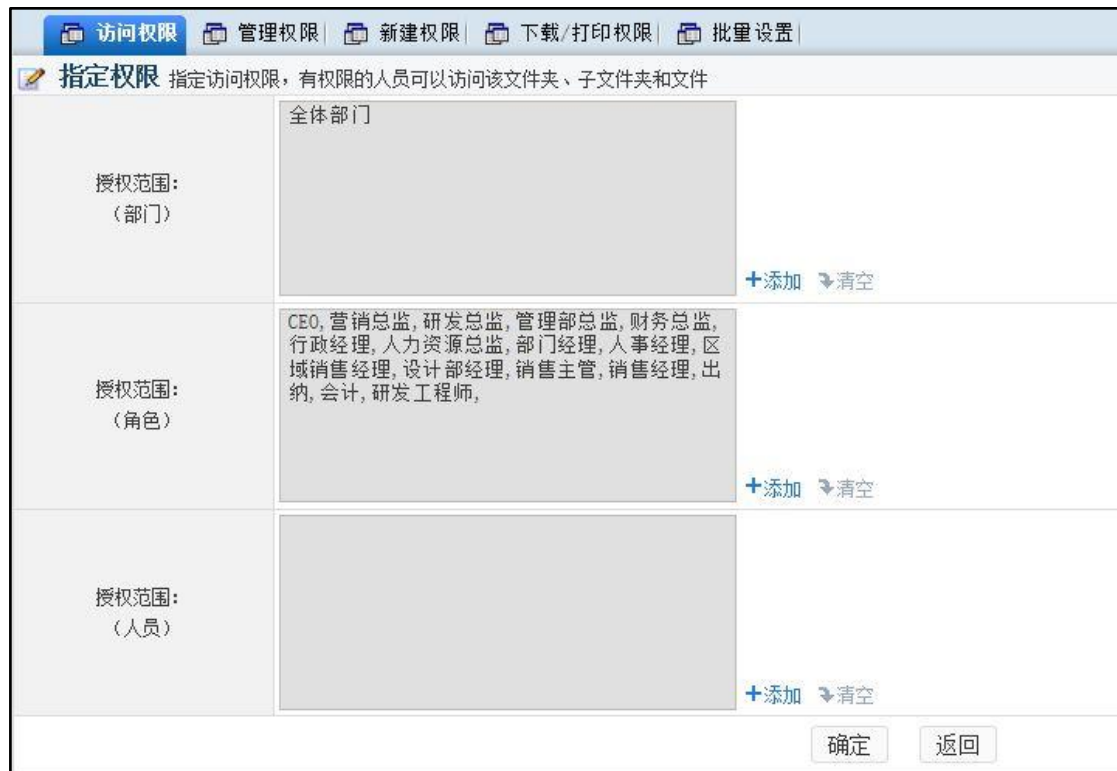 访问权限 管理权限 新建权限 下载/打印权限 批量设置
指定权限 指定访问权限，有权限的人员可以访问该文件夹、子文件夹和文件
授权范围：
（部门）
全体部门
+添加 清空
授权范围：
（角色）
CEO,营销总监,研发总监,管理部总监,财务总监,
行政经理,人力资源总监,部门经理,人事经理,区
域销售经理,设计部经理,销售主管,销售经理,出
纳,会计,研发工程师,
+添加 清空
授权范围：
（人员）
+添加 清空
确定 返回